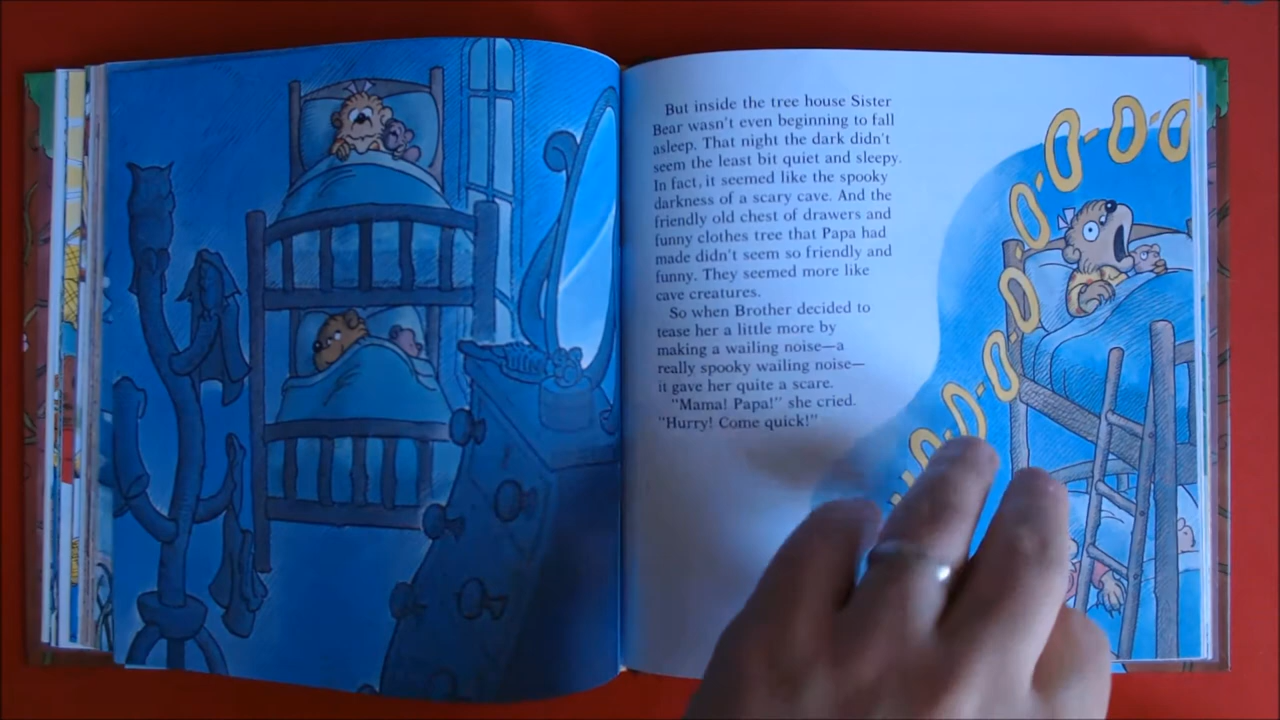 But inside the tree house Sister
Bear wasn't even beginning to fall
asleep. That night the dark didn't
seem the least bit quiet and sleepy.
In fact, it seemed like the spooky
darkness of a scary cave. And the
friendly old chest of drawers and
funny clothes tree that Papa had
made didn't seem so friendly and
funny. They seemed more like
cave creatures.
So when Brother decided to
tease her a little more by
making a wailing noise—a
really spooky wailing noise—
it gave her quite a scare.
"Mama! Papa!" she cried.
"Hurry! Come quick!"
O-O-O-O-O-O-O-O-O